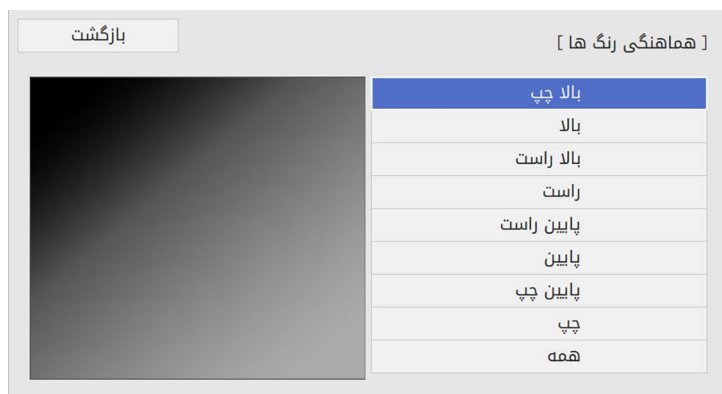 [ هماهنگی رنگ ها ]
بازگشت
بالا چپ
بالا
بالا راست
راست
پایین راست
پایین
پایین چپ
چپ
همه